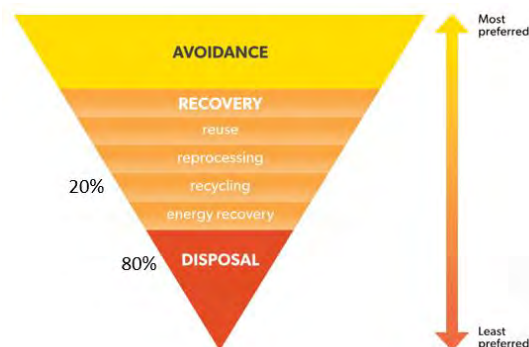 Most
preferred
AVOIDANCE
RECOVERY
reuse
reprocessing
20%
recycling
energy recovery
80%
DISPOSAL
Least
preferred